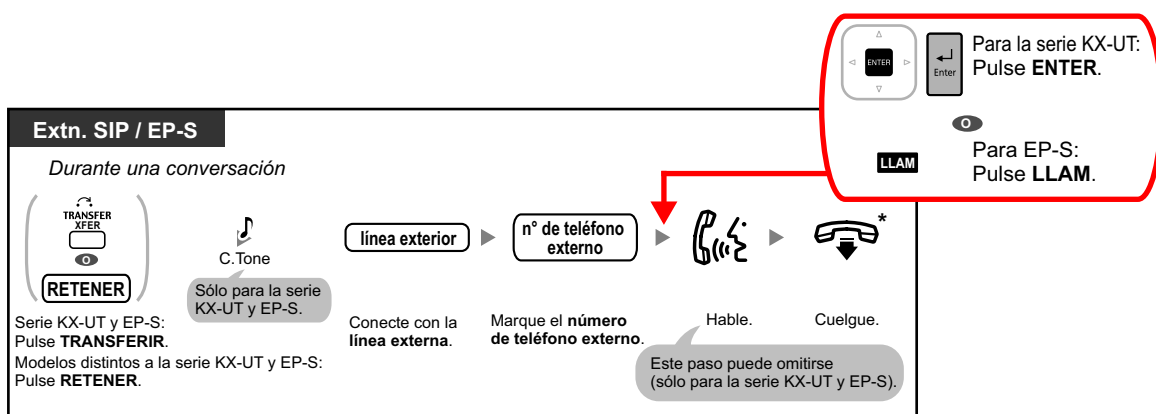 Para la serie KX-UT:
ENTER
Enter
Pulse ENTER.
O
Para EP-S:
LLAM
Pulse LLAM.
Extn. SIP / EP-S
Durante una conversación
TRANSFER
XFER
O
RETENER
Serie KX-UT y EP-S:
Pulse TRANSFERIR.
Modelos distintos a la serie KX-UT y EP-S:
Pulse RETENER.
C.Tone
Sólo para la serie
KX-UT y EP-S.
línea exterior
Conecte con la
línea externa.
n° de teléfono
externo
Marque el número
de teléfono externo.
Hable.
Este paso puede omitirse
(sólo para la serie KX-UT y EP-S).
*
Cuelgue.